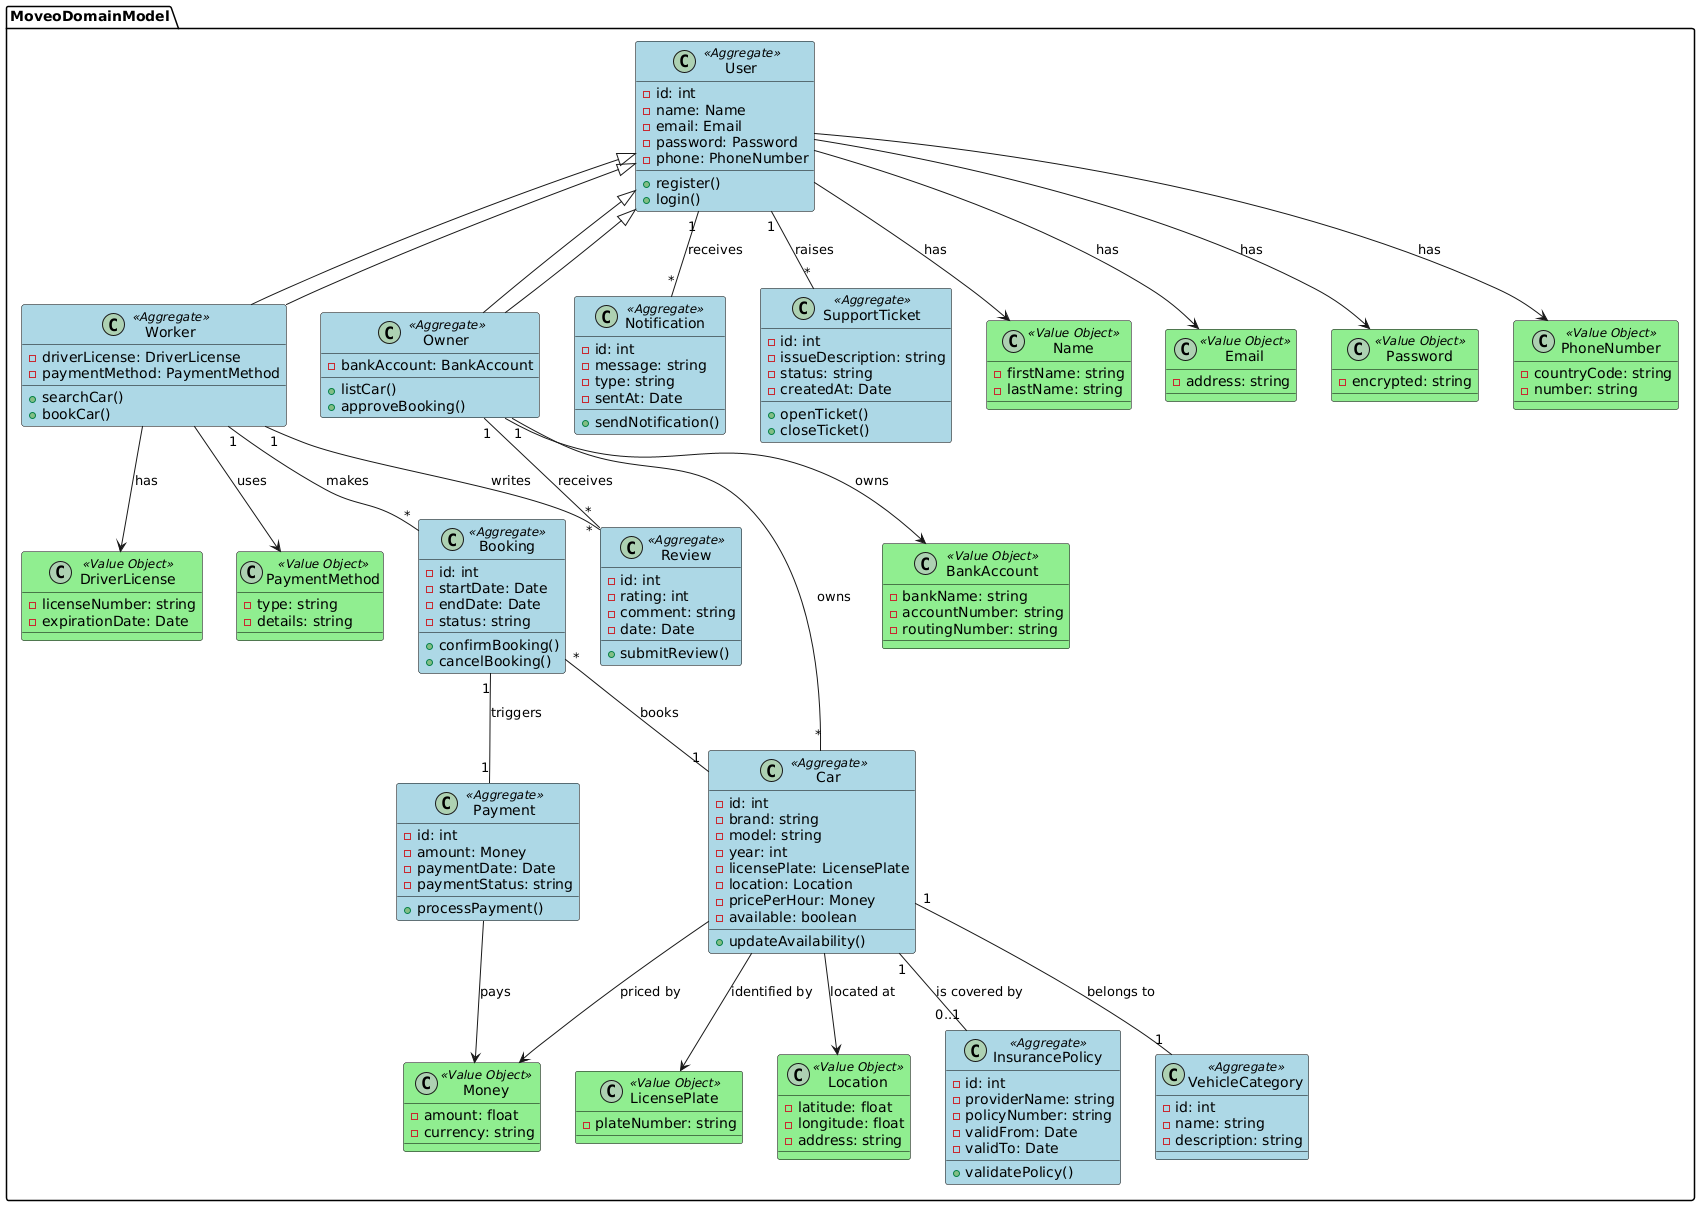 MoveoDomainModel
C «Aggregate»
User
id: int
name: Name
email: Email
password: Password
phone: PhoneNumber
register()
login()
1
1
receives
raises
has
has
has
has
*
*
C «Aggregate»
Worker
driverLicense: DriverLicense
paymentMethod: PaymentMethod
searchCar()
bookCar()
C «Aggregate»
Owner
bankAccount: BankAccount
listCar()
approveBooking()
C «Aggregate»
Notification
id: int
message: string
type: string
sentAt: Date
sendNotification()
C «Aggregate»
SupportTicket
id: int
issueDescription: string
status: string
createdAt: Date
openTicket()
closeTicket()
C «Value Object»
Name
firstName: string
lastName: string
C «Value Object»
Email
address: string
C «Value Object»
Password
encrypted: string
C «Value Object»
PhoneNumber
countryCode: string
number: string
1
1
1
1
has
uses
makes
writes
receives
owns
*
*
*
C «Value Object»
DriverLicense
licenseNumber: string
expirationDate: Date
C «Value Object»
PaymentMethod
type: string
details: string
C «Aggregate»
Booking
id: int
startDate: Date
endDate: Date
status: string
confirmBooking()
cancelBooking()
C «Aggregate»
Review
id: int
rating: int
comment: string
date: Date
submitReview()
owns
C «Value Object»
BankAccount
bankName: string
accountNumber: string
routingNumber: string
*
1
triggers
books
*
1
1
C «Aggregate»
Payment
id: int
amount: Money
paymentDate: Date
paymentStatus: string
processPayment()
C «Aggregate»
Car
id: int
brand: string
model: string
year: int
licensePlate: LicensePlate
location: Location
pricePerHour: Money
available: boolean
updateAvailability()
1
1
pays
priced by
identified by
located at
is covered by
belongs to
0..1
1
C «Value Object»
Money
amount: float
currency: string
C «Value Object»
LicensePlate
plateNumber: string
C «Value Object»
Location
latitude: float
longitude: float
address: string
C «Aggregate»
InsurancePolicy
id: int
providerName: string
policyNumber: string
validFrom: Date
validTo: Date
validatePolicy()
C «Aggregate»
VehicleCategory
id: int
name: string
description: string